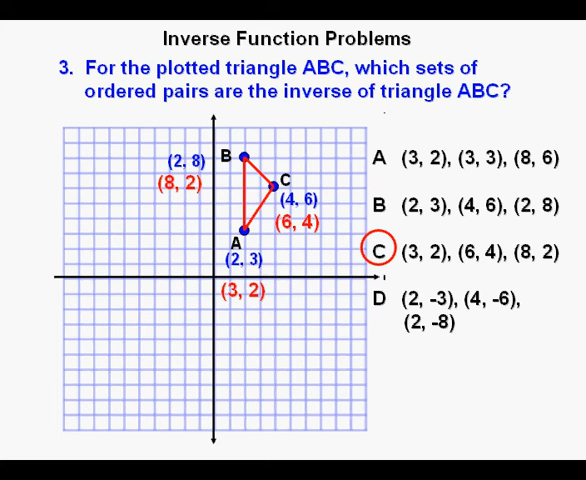 Inverse Function Problems
3. For the plotted triangle ABC, which sets of
ordered pairs are the inverse of triangle ABC?
(2, 8) B
(8, 2)
C
(4, 6)
(6, 4)
A
(2, 3)
(3, 2)
A (3, 2), (3, 3), (8, 6)
B (2, 3), (4, 6), (2, 8)
C (3, 2), (6, 4), (8, 2)
D (2, -3), (4, -6),
(2, -8)